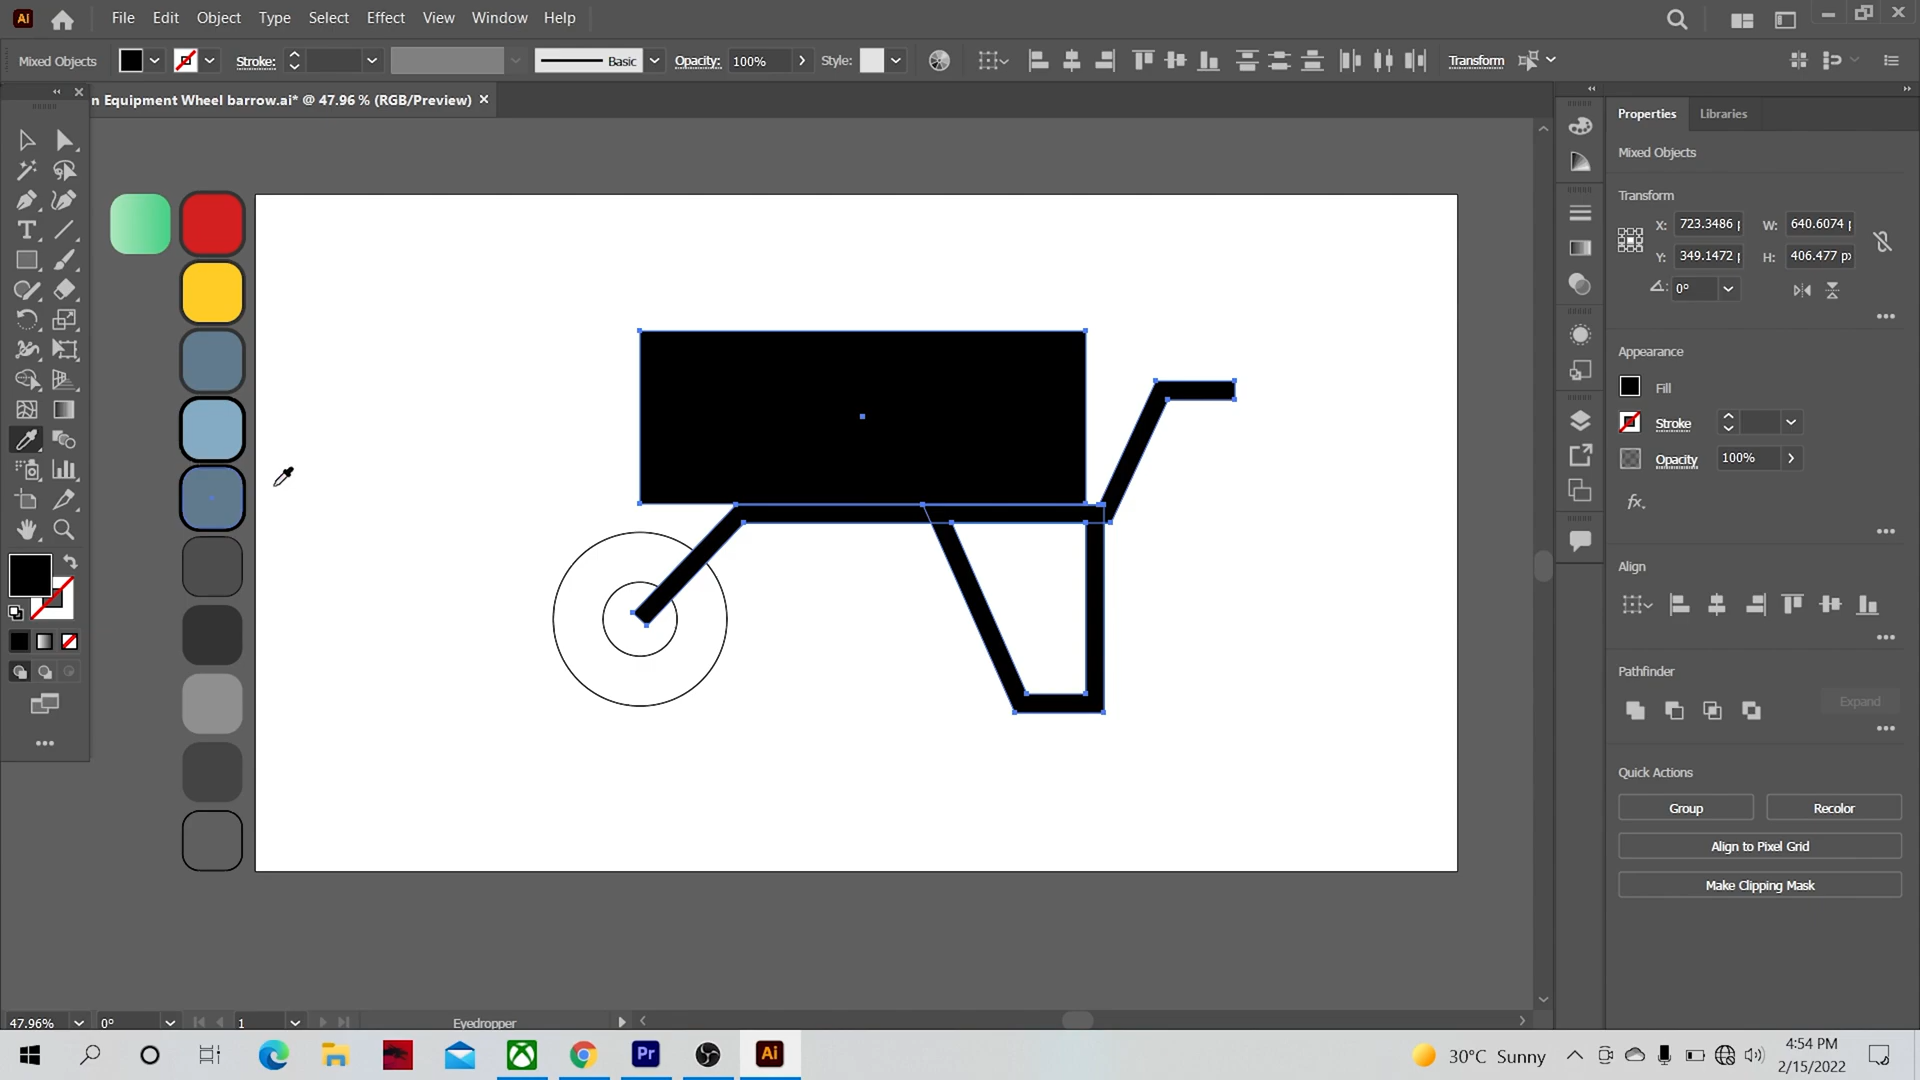 Ai File Edit Object Type Select Effect View Window Help
Mixed Objects Stroke: Basic Opacity: 100% Style: Transform
n Equipment Wheel barrow.ai* @ 47.96 % (RGB/Preview)
Properties Libraries
Mixed Objects
Transform
X: 723.3486 W: 640.6074
Y: 349.1472 H: 406.477 px
0°
Appearance
Fill
Stroke
Opacity 100%
fx.
Align
Pathfinder
Expand
Quick Actions
Group Recolor
Align to Pixel Grid
Make Clipping Mask
47.96% 0° 1 Eyedropper
Pr Ai 30°C Sunny 4:54 PM
2/15/2022